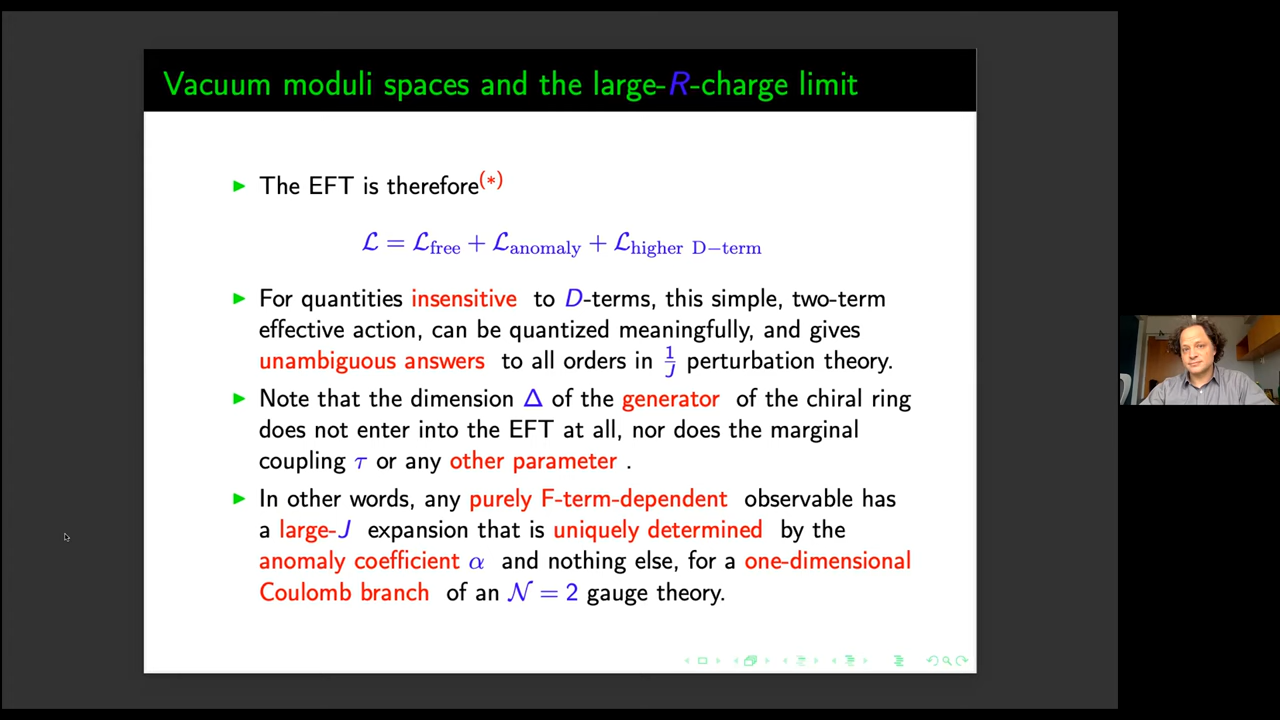 Vacuum moduli spaces and the large-R-charge limit
▶ The EFT is therefore(∗)
ℒ = ℒfree + ℒanomaly + ℒhigher D−term
▶ For quantities insensitive to D-terms, this simple, two-term
effective action, can be quantized meaningfully, and gives
unambiguous answers to all orders in 1/J perturbation theory.
▶ Note that the dimension Δ of the generator of the chiral ring
does not enter into the EFT at all, nor does the marginal
coupling τ or any other parameter .
▶ In other words, any purely F-term-dependent observable has
a large-J expansion that is uniquely determined by the
anomaly coefficient α and nothing else, for a one-dimensional
Coulomb branch of an 𝒩 = 2 gauge theory.